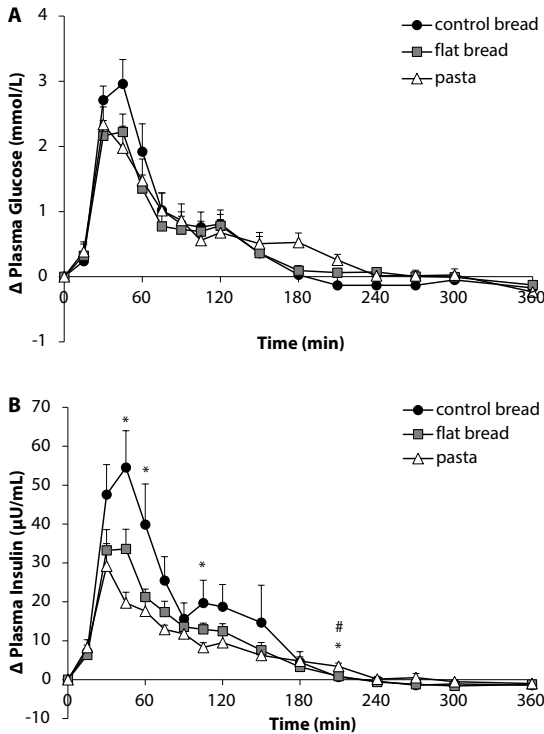 A
4
3
2
1
0
-1
Δ Plasma Glucose (mmol/L)
control bread
flat bread
pasta
0 60 120 180 240 300 360
Time (min)
B
70
60
50
40
30
20
10
0
-10
Δ Plasma Insulin (µU/mL)
control bread
flat bread
pasta
*
*
*
#
*
0 60 120 180 240 300 360
Time (min)